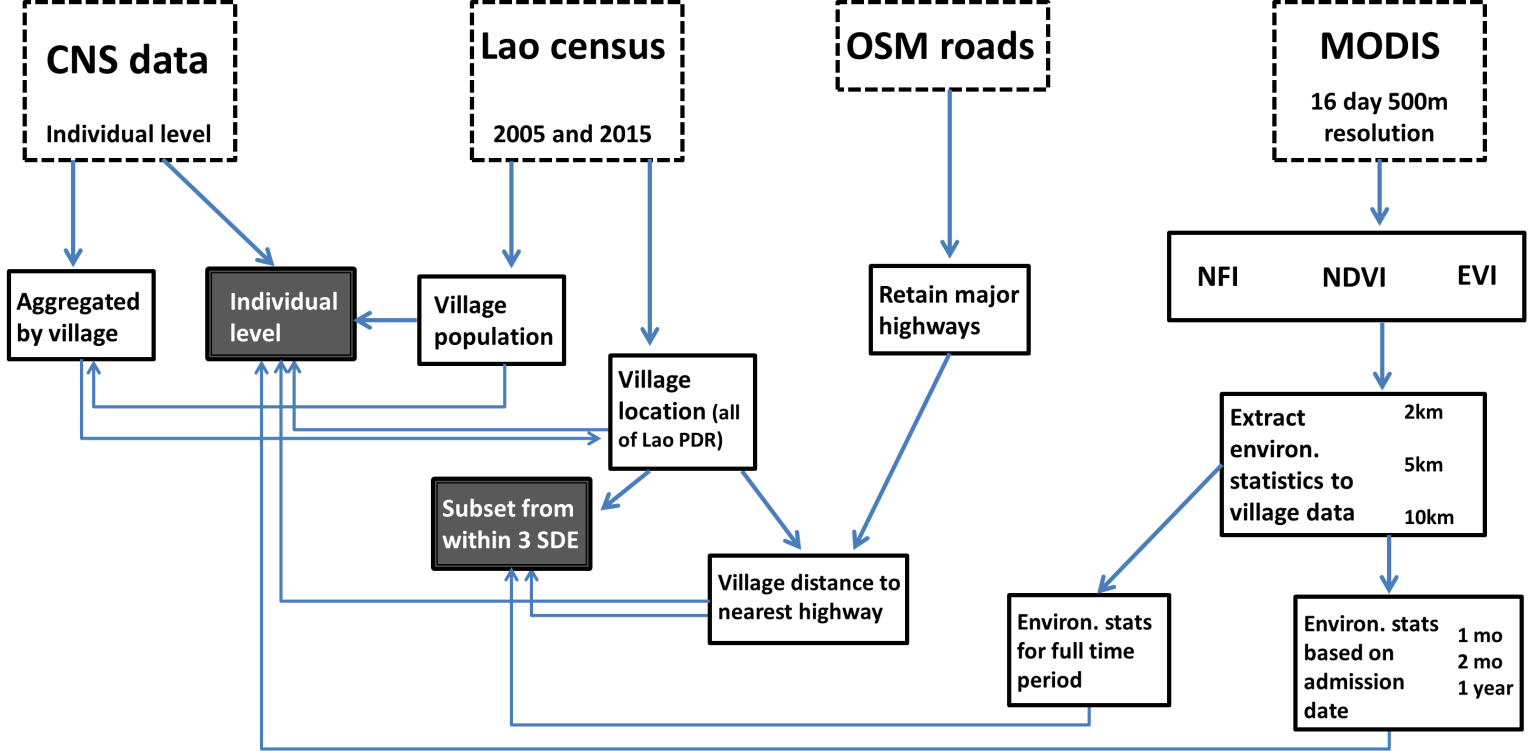 CNS data
Individual level
Lao census
2005 and 2015
OSM roads
MODIS
16 day 500m
resolution
Aggregated
by village
Individual
level
Village
population
Retain major
highways
NFI NDVI EVI
Village
location (all
of Lao PDR)
Extract
environ.
statistics to
village data
2km
5km
10km
Subset from
within 3 SDE
Village distance to
nearest highway
Environ. stats
for full time
period
Environ. stats
based on
admission
date
1 mo
2 mo
1 year